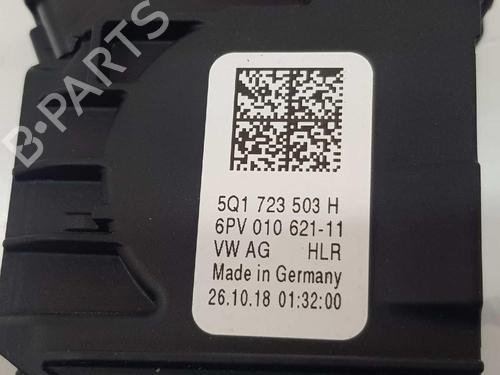 B-PARTS
5Q1 723 503 H
6PV 010 621-11
VW AG HLR
Made in Germany
26.10.18 01:32:00